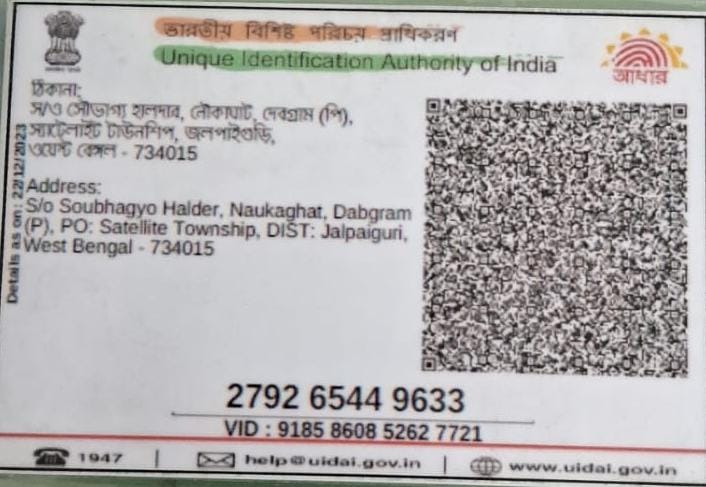 ভারতীয় বিশিষ্ট পরিচয় প্রাধিকরণ
Unique Identification Authority of India
আধার
ঠিকানা:
স/ও সৌভাগ্য হালদার, নৌকাঘাট, দেবগ্রাম (পি),
স্যাটেলাইট টাউনশিপ, জলপাইগুড়ি,
ওয়েস্ট বেঙ্গল - 734015
Address:
S/o Soubhagyo Halder, Naukaghat, Dabgram
(P), PO: Satellite Township, DIST: Jalpaiguri,
West Bengal - 734015
Details as on: 22/12/2023
2792 6544 9633
VID : 9185 8608 5262 7721
1947
help@uidai.gov.in
www.uidai.gov.in